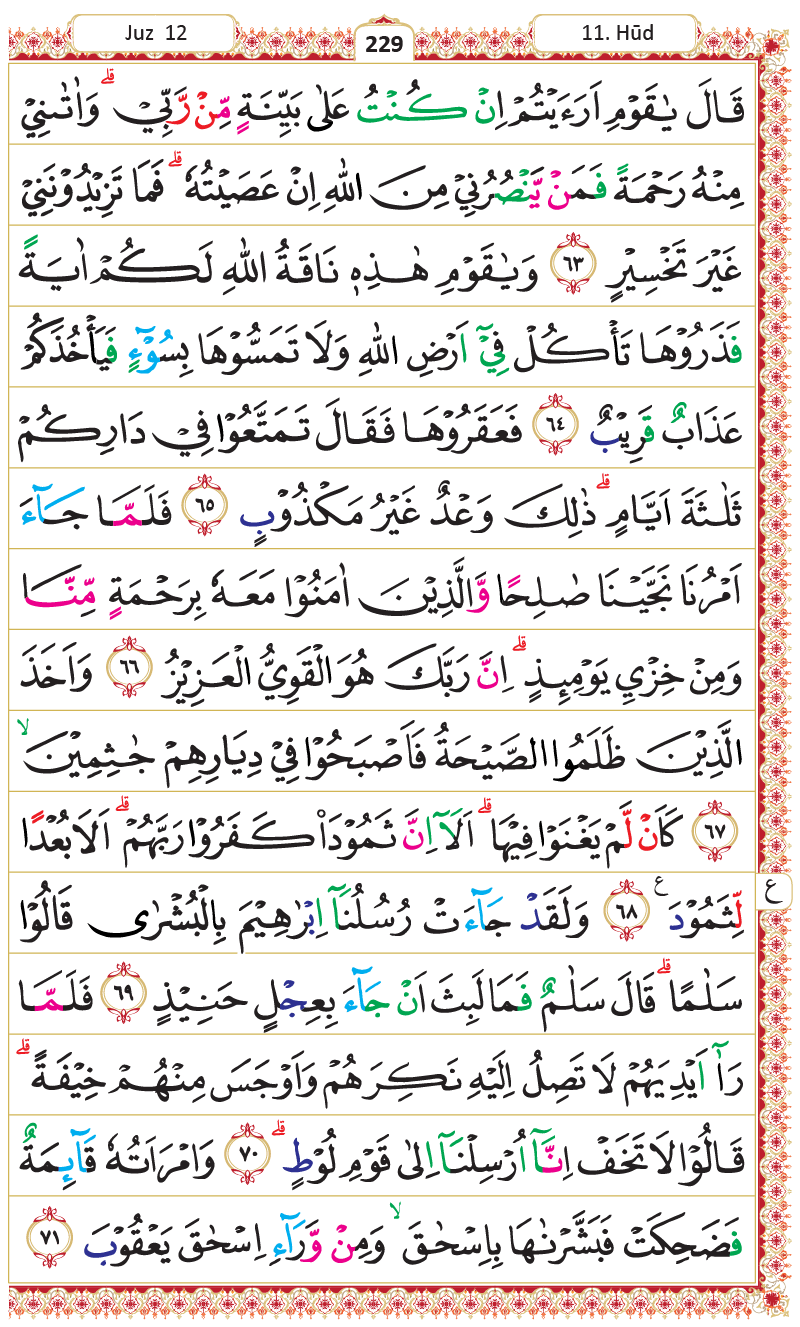 Juz 12
229
11. Hūd
قَالَ يٰقَوْمِ اَرَءَيْتُمْ اِنْ كُنْتُ عَلٰى بَيِّنَةٍ مِّنْ رَّبِّيْ ۗ وَاٰتٰىنِيْ
مِنْهُ رَحْمَةً فَمَنْ يَّنْصُرُنِيْ مِنَ اللّٰهِ اِنْ عَصَيْتُهٗ ۗ فَمَا تَزِيْدُوْنَنِيْ
غَيْرَ تَخْسِيْرٍ ٦٣ وَيٰقَوْمِ هٰذِهٖ نَاقَةُ اللّٰهِ لَكُمْ اٰيَةً
فَذَرُوْهَا تَأْكُلْ فِيْٓ اَرْضِ اللّٰهِ وَلَا تَمَسُّوْهَا بِسُوْٓءٍ فَيَأْخُذَكُمْ
عَذَابٌ قَرِيْبٌ ٦٤ فَعَقَرُوْهَا فَقَالَ تَمَتَّعُوْا فِيْ دَارِكُمْ
ثَلٰثَةَ اَيَّامٍ ۗ ذٰلِكَ وَعْدٌ غَيْرُ مَكْذُوْبٍ ٦٥ فَلَمَّا جَآءَ
اَمْرُنَا نَجَّيْنَا صٰلِحًا وَّالَّذِيْنَ اٰمَنُوْا مَعَهٗ بِرَحْمَةٍ مِّنَّا
وَمِنْ خِزْيِ يَوْمِىِٕذٍ ۗ اِنَّ رَبَّكَ هُوَ الْقَوِيُّ الْعَزِيْزُ ٦٦ وَاَخَذَ
الَّذِيْنَ ظَلَمُوا الصَّيْحَةُ فَاَصْبَحُوْا فِيْ دِيَارِهِمْ جٰثِمِيْنَ ۙ
٦٧ كَاَنْ لَّمْ يَغْنَوْا فِيْهَا ۗ اَلَآ اِنَّ ثَمُوْدَا۟ كَفَرُوْا رَبَّهُمْ ۗ اَلَا بُعْدًا
لِّثَمُوْدَ ࣖ ٦٨ وَلَقَدْ جَآءَتْ رُسُلُنَآ اِبْرٰهِيْمَ بِالْبُشْرٰى قَالُوْا
ع
سَلٰمًا ۗ قَالَ سَلٰمٌ فَمَا لَبِثَ اَنْ جَآءَ بِعِجْلٍ حَنِيْذٍ ٦٩ فَلَمَّا
رَآٰ اَيْدِيَهُمْ لَا تَصِلُ اِلَيْهِ نَكِرَهُمْ وَاَوْجَسَ مِنْهُمْ خِيْفَةً ۗ
قَالُوْا لَا تَخَفْ اِنَّآ اُرْسِلْنَآ اِلٰى قَوْمِ لُوْطٍ ۗ ٧٠ وَامْرَاَتُهٗ قَآىِٕمَةٌ
فَضَحِكَتْ فَبَشَّرْنٰهَا بِاِسْحٰقَ ۙ وَمِنْ وَّرَآءِ اِسْحٰقَ يَعْقُوْبَ ٧١